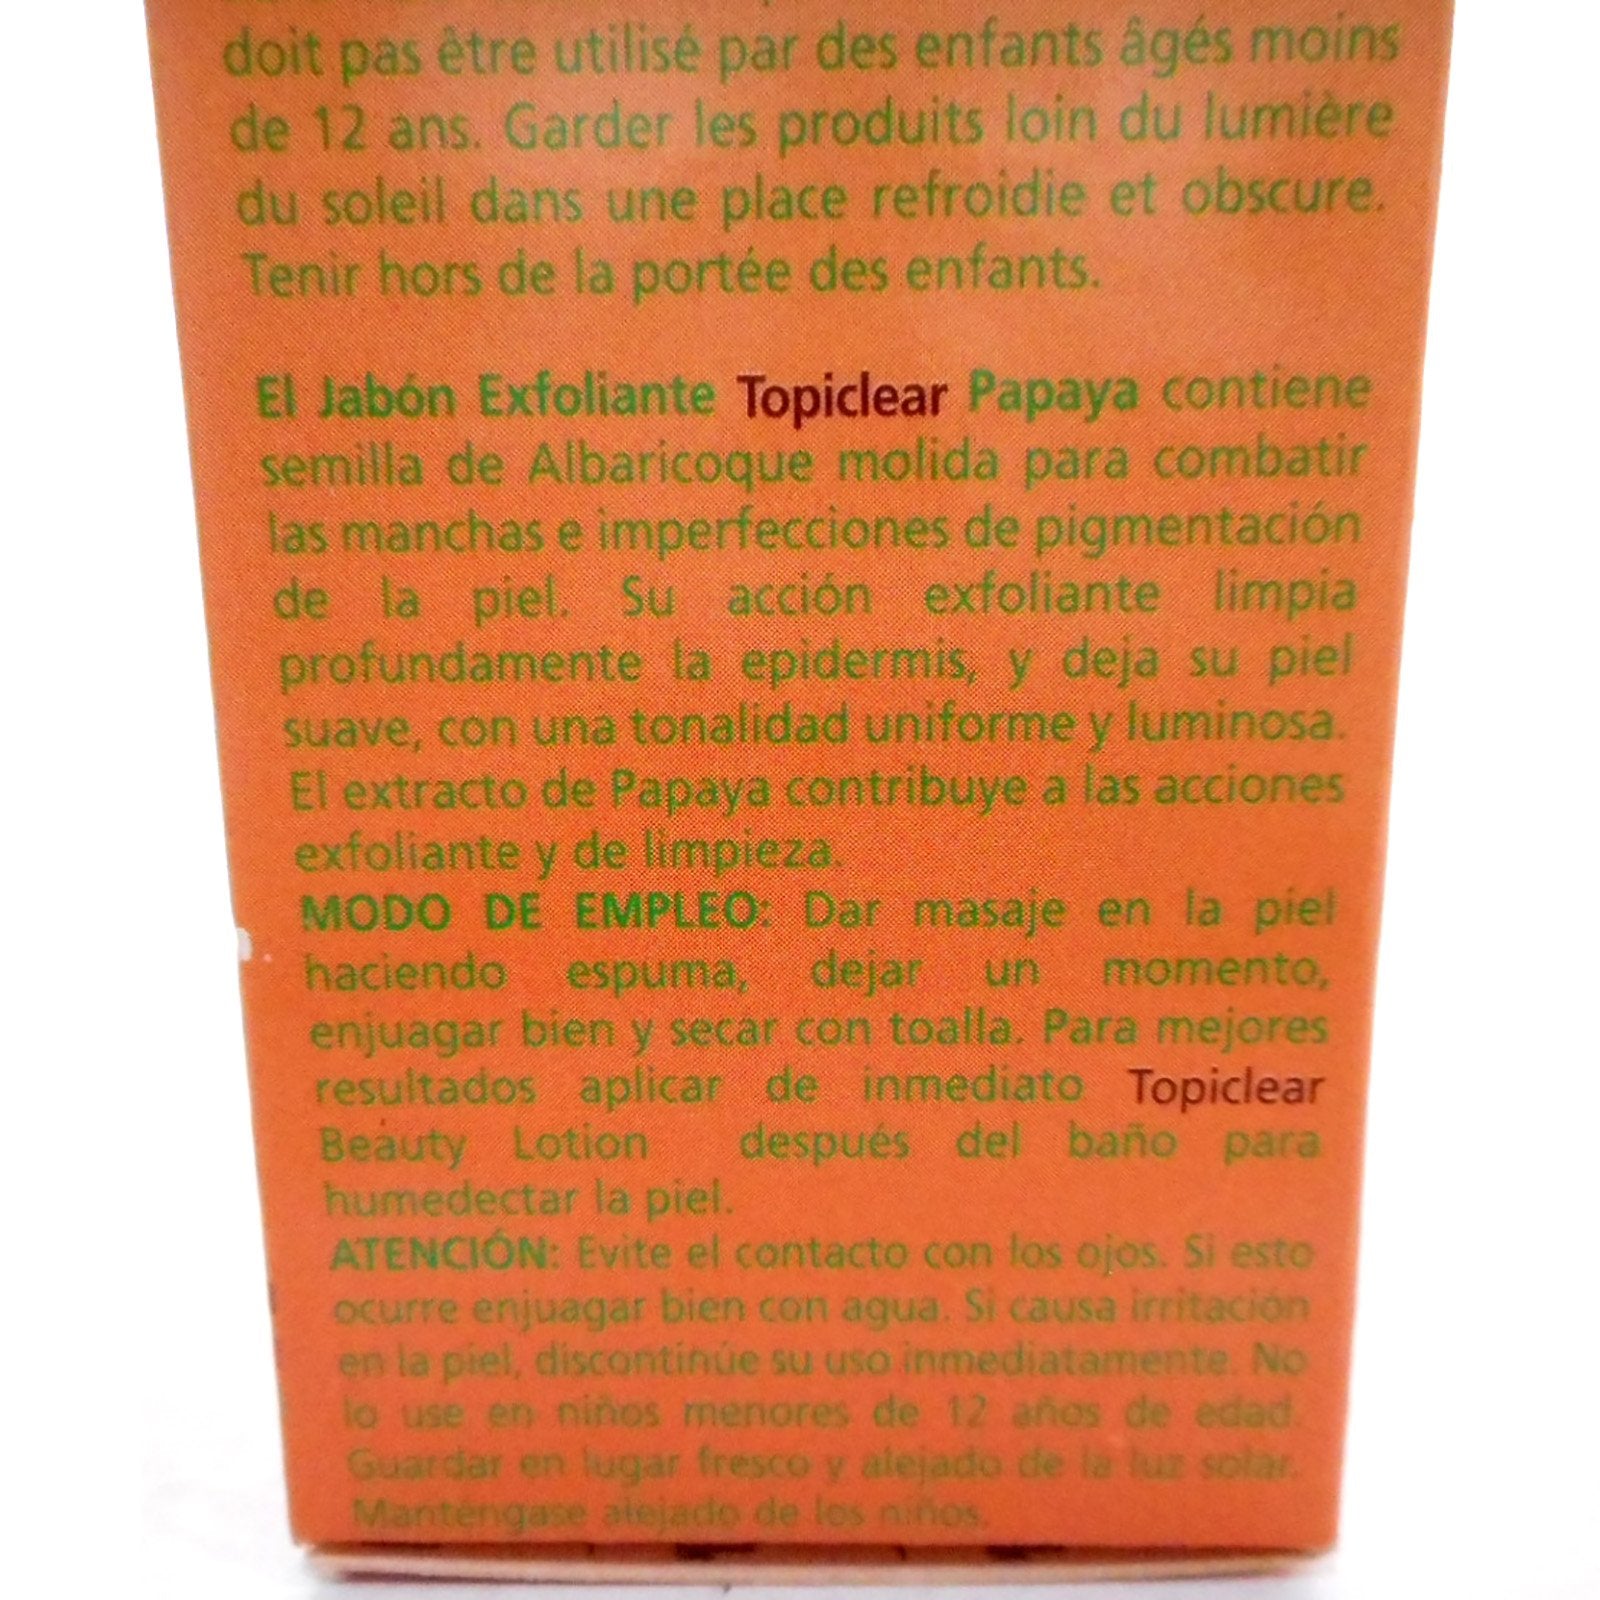 doit pas être utilisé par des enfants âgés moins
de 12 ans. Garder les produits loin du lumière
du soleil dans une place refroidie et obscure.
Tenir hors de la portée des enfants.
El Jabón Exfoliante Topiclear Papaya contiene
semilla de Albaricoque molida para combatir
las manchas e imperfecciones de pigmentación
de la piel. Su acción exfoliante limpia
profundamente la epidermis, y deja su piel
suave, con una tonalidad uniforme y luminosa.
El extracto de Papaya contribuye a las acciones
exfoliante y de limpieza.
MODO DE EMPLEO: Dar masaje en la piel
haciendo espuma, dejar un momento,
enjuagar bien y secar con toalla. Para mejores
resultados aplicar de inmediato Topiclear
Beauty Lotion después del baño para
humedectar la piel.
ATENCIÓN: Evite el contacto con los ojos. Si esto
ocurre enjuagar bien con agua. Si causa irritación
en la piel, discontinúe su uso inmediatamente. No
lo use en niños menores de 12 años de edad.
Guardar en lugar fresco y alejado de la luz solar.
Manténgase alejado de los niños.